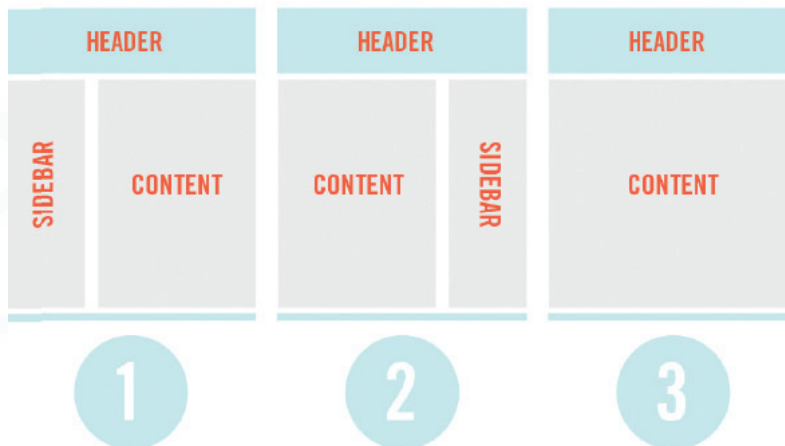 HEADER
SIDEBAR
CONTENT
1
HEADER
CONTENT
SIDEBAR
2
HEADER
CONTENT
3